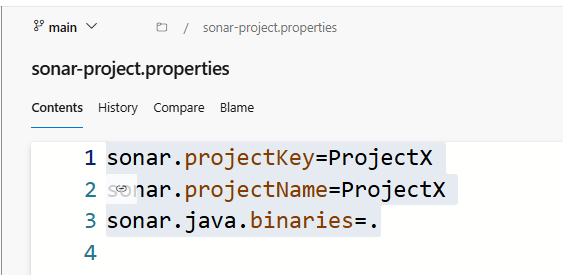 main / sonar-project.properties
sonar-project.properties
Contents History Compare Blame
1 sonar.projectKey=ProjectX
2 sonar.projectName=ProjectX
3 sonar.java.binaries=.
4